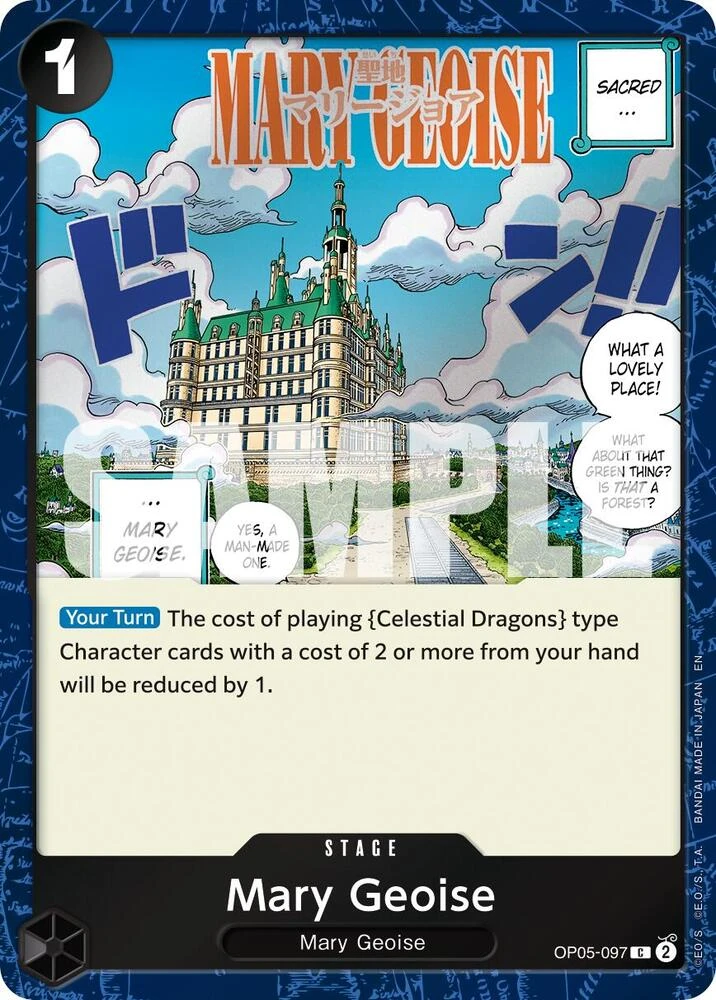 1
MARY GEOISE
聖地
マリージョア
SACRED
...
ドン!!
WHAT A
LOVELY
PLACE!
WHAT
ABOUT THAT
GREEN THING?
IS THAT A
FOREST?
...
MARY
GEOISE.
YES, A
MAN-MADE
ONE.
SAMPLE
Your Turn The cost of playing {Celestial Dragons} type
Character cards with a cost of 2 or more from your hand
will be reduced by 1.
STAGE
Mary Geoise
Mary Geoise
OP05-097 C 2
©E.O./S. ©E.O./S.,T.A. BANDAI MADE IN JAPAN EN